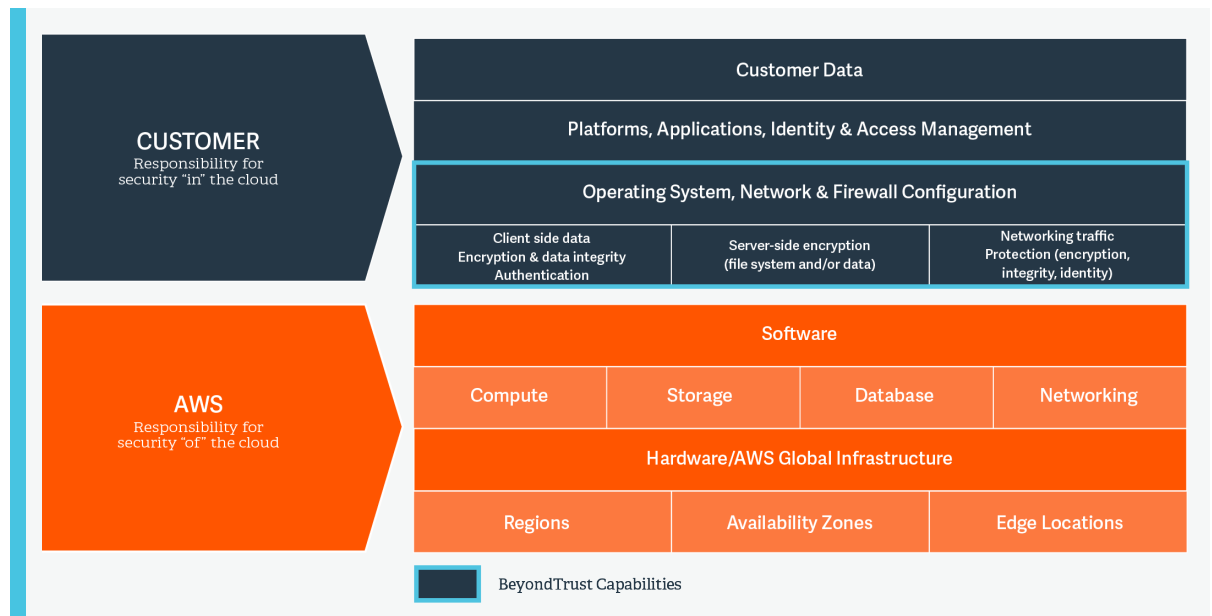 CUSTOMER
Responsibility for
security “in” the cloud
Customer Data
Platforms, Applications, Identity & Access Management
Operating System, Network & Firewall Configuration
Client side data
Encryption & data integrity
Authentication
Server-side encryption
(file system and/or data)
Networking traffic
Protection (encryption,
integrity, identity)
AWS
Responsibility for
security “of” the cloud
Software
Compute
Storage
Database
Networking
Hardware/AWS Global Infrastructure
Regions
Availability Zones
Edge Locations
BeyondTrust Capabilities